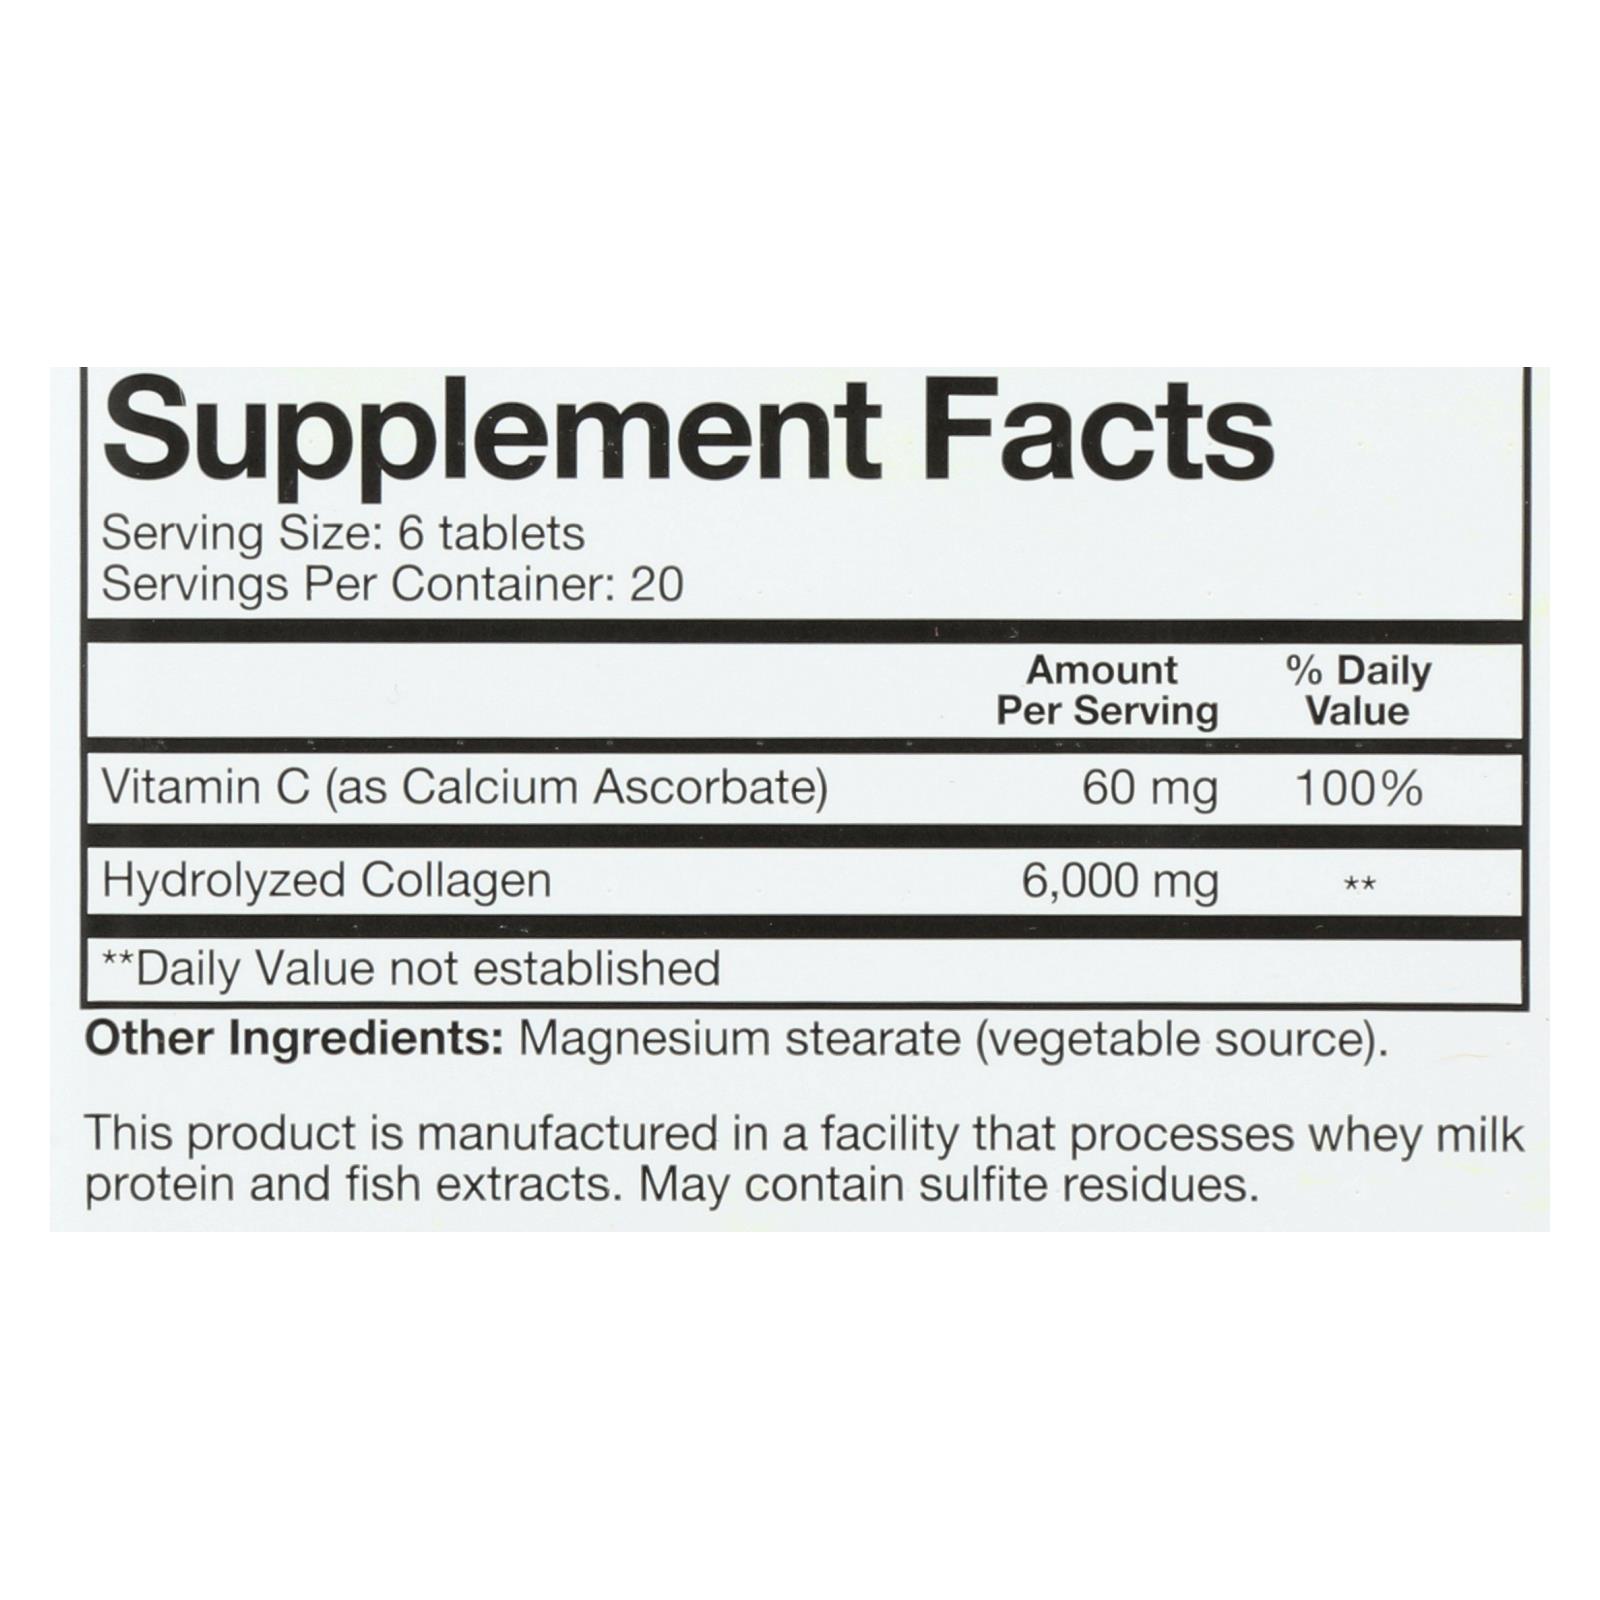 Supplement Facts
Serving Size: 6 tablets
Servings Per Container: 20
Amount Per Serving % Daily Value
Vitamin C (as Calcium Ascorbate) 60 mg 100%
Hydrolyzed Collagen 6,000 mg **
**Daily Value not established
Other Ingredients: Magnesium stearate (vegetable source).
This product is manufactured in a facility that processes whey milk
protein and fish extracts. May contain sulfite residues.